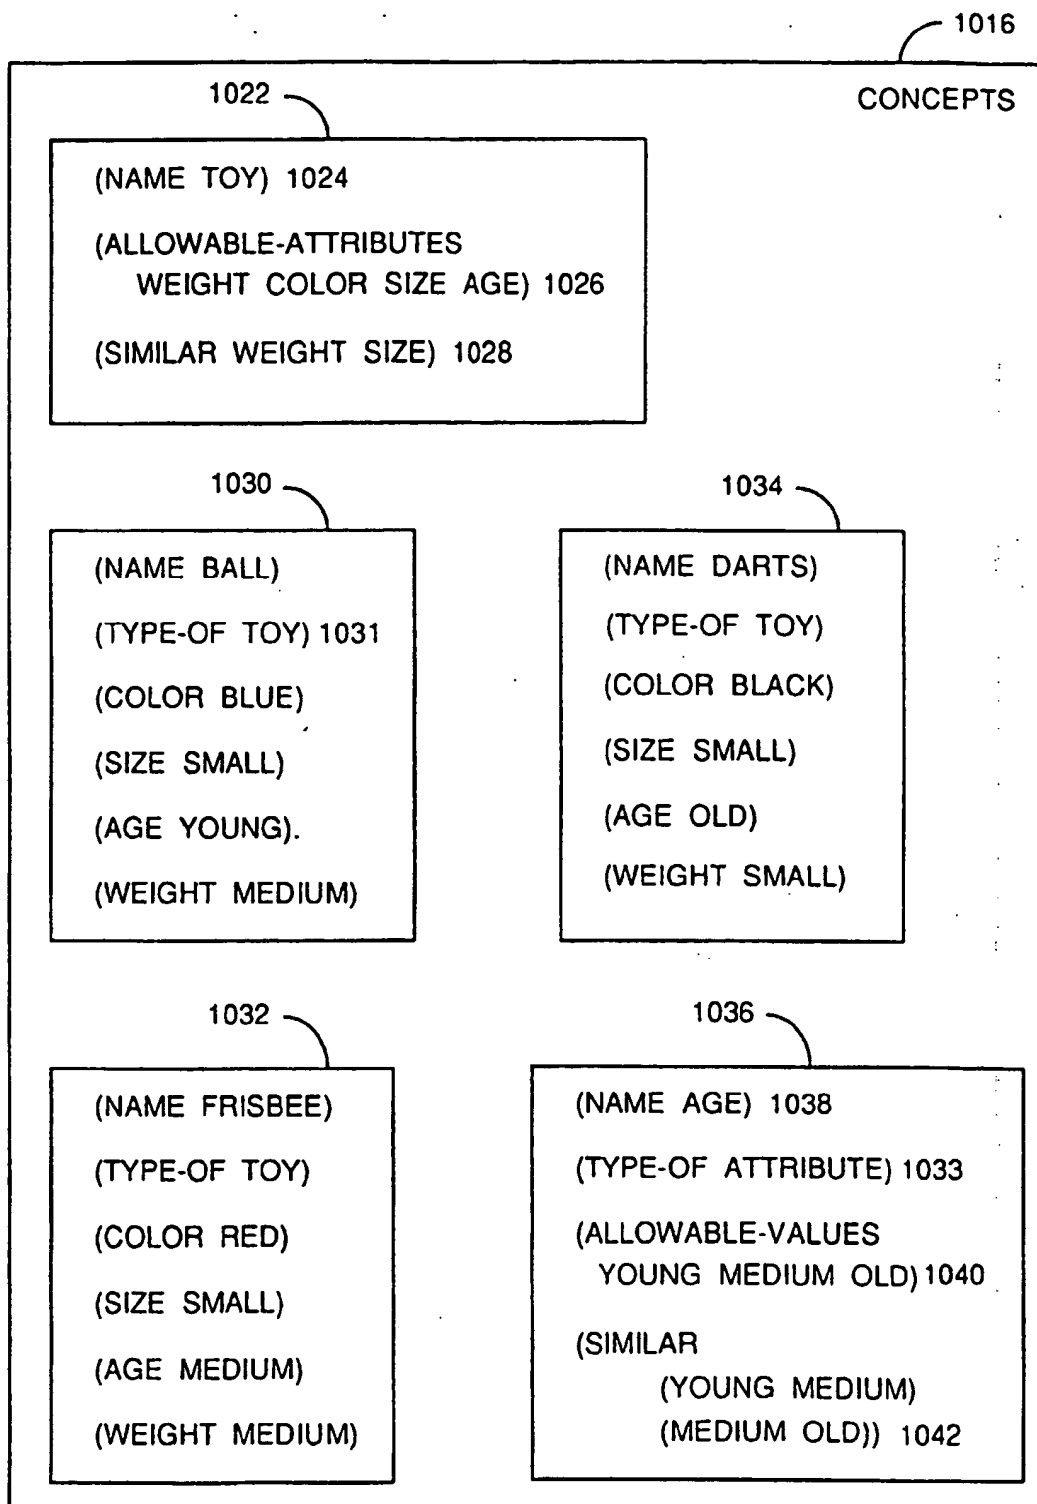 1016
CONCEPTS
1022
(NAME TOY) 1024
(ALLOWABLE-ATTRIBUTES
WEIGHT COLOR SIZE AGE) 1026
(SIMILAR WEIGHT SIZE) 1028
1030
(NAME BALL)
(TYPE-OF TOY) 1031
(COLOR BLUE)
(SIZE SMALL)
(AGE YOUNG).
(WEIGHT MEDIUM)
1034
(NAME DARTS)
(TYPE-OF TOY)
(COLOR BLACK)
(SIZE SMALL)
(AGE OLD)
(WEIGHT SMALL)
1032
(NAME FRISBEE)
(TYPE-OF TOY)
(COLOR RED)
(SIZE SMALL)
(AGE MEDIUM)
(WEIGHT MEDIUM)
1036
(NAME AGE) 1038
(TYPE-OF ATTRIBUTE) 1033
(ALLOWABLE-VALUES
YOUNG MEDIUM OLD) 1040
(SIMILAR
(YOUNG MEDIUM)
(MEDIUM OLD)) 1042